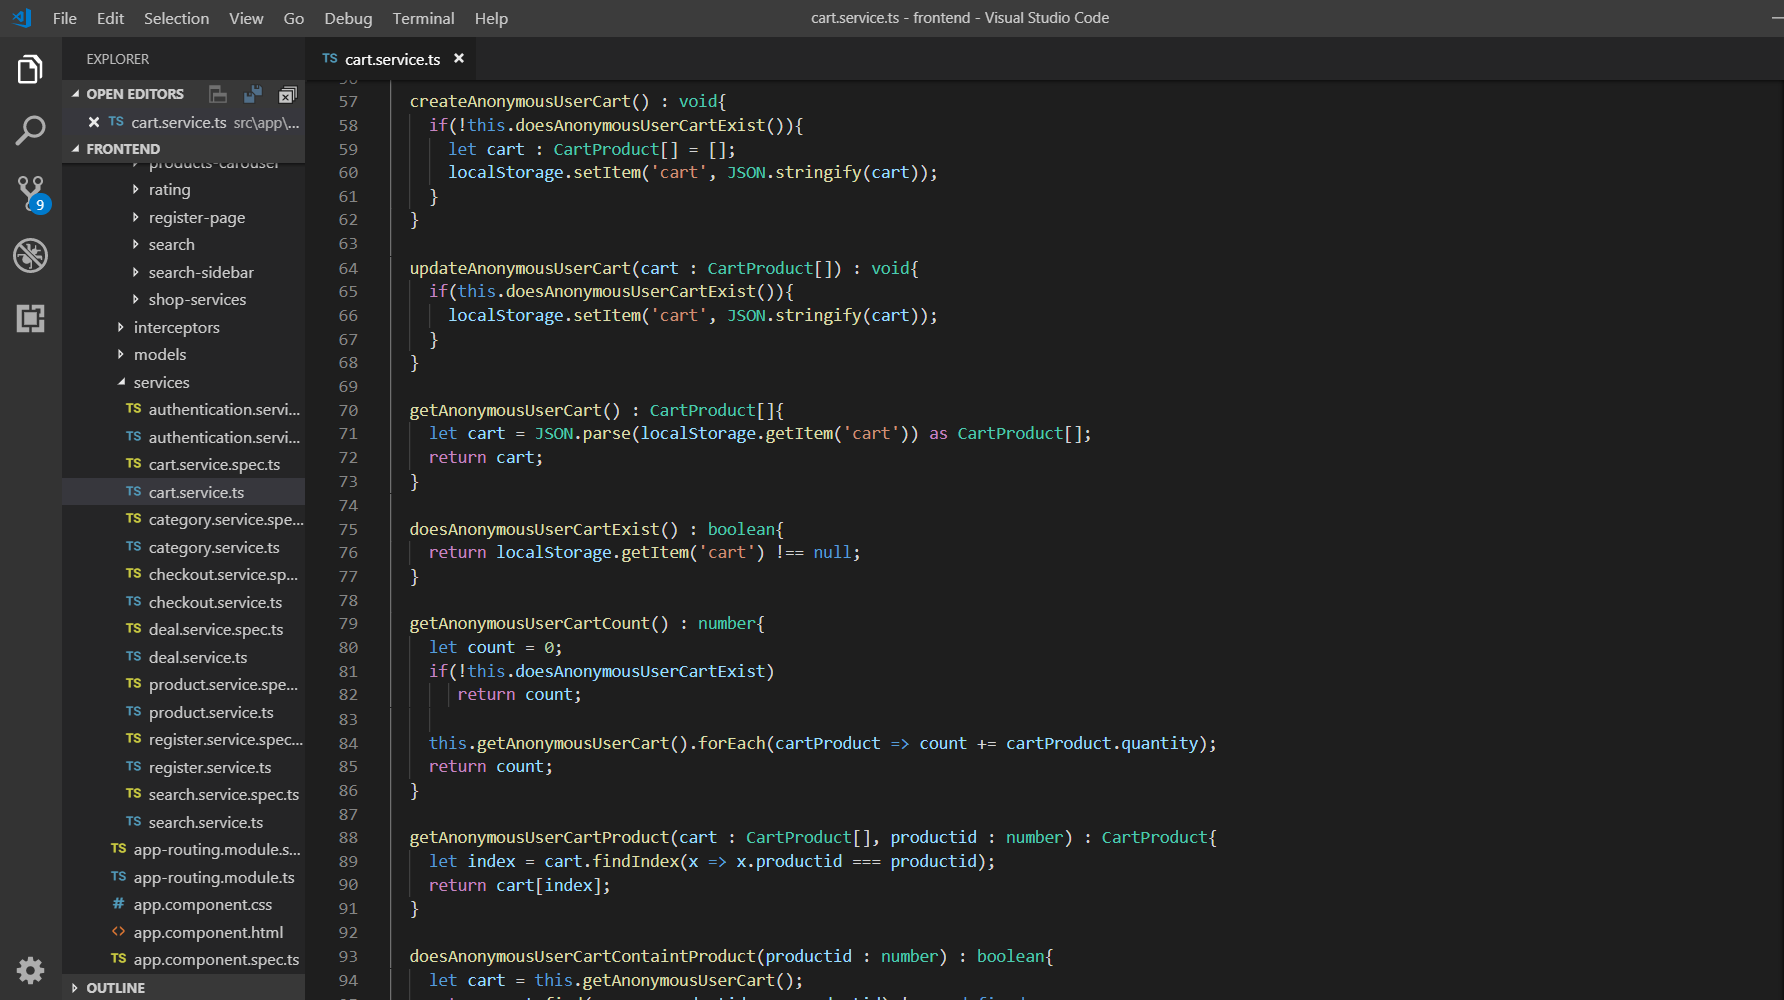 File Edit Selection View Go Debug Terminal Help
cart.service.ts - frontend - Visual Studio Code
EXPLORER
OPEN EDITORS
TS cart.service.ts src\app\...
FRONTEND
products-carousel
rating
register-page
search
search-sidebar
shop-services
interceptors
models
services
TS authentication.servi...
TS authentication.servi...
TS cart.service.spec.ts
TS cart.service.ts
TS category.service.spe...
TS category.service.ts
TS checkout.service.sp...
TS checkout.service.ts
TS deal.service.spec.ts
TS deal.service.ts
TS product.service.spe...
TS product.service.ts
TS register.service.spec...
TS register.service.ts
TS search.service.spec.ts
TS search.service.ts
TS app-routing.module.s...
TS app-routing.module.ts
# app.component.css
<> app.component.html
TS app.component.spec.ts
OUTLINE
9
TS cart.service.ts
57 createAnonymousUserCart() : void{
58 if(!this.doesAnonymousUserCartExist()){
59 let cart : CartProduct[] = [];
60 localStorage.setItem('cart', JSON.stringify(cart));
61 }
62 }
63
64 updateAnonymousUserCart(cart : CartProduct[]) : void{
65 if(this.doesAnonymousUserCartExist()){
66 localStorage.setItem('cart', JSON.stringify(cart));
67 }
68 }
69
70 getAnonymousUserCart() : CartProduct[]{
71 let cart = JSON.parse(localStorage.getItem('cart')) as CartProduct[];
72 return cart;
73 }
74
75 doesAnonymousUserCartExist() : boolean{
76 return localStorage.getItem('cart') !== null;
77 }
78
79 getAnonymousUserCartCount() : number{
80 let count = 0;
81 if(!this.doesAnonymousUserCartExist)
82 return count;
83
84 this.getAnonymousUserCart().forEach(cartProduct => count += cartProduct.quantity);
85 return count;
86 }
87
88 getAnonymousUserCartProduct(cart : CartProduct[], productid : number) : CartProduct{
89 let index = cart.findIndex(x => x.productid === productid);
90 return cart[index];
91 }
92
93 doesAnonymousUserCartContaintProduct(productid : number) : boolean{
94 let cart = this.getAnonymousUserCart();